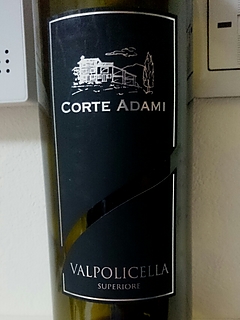 CORTE ADAMI
VALPOLICELLA
SUPERIORE